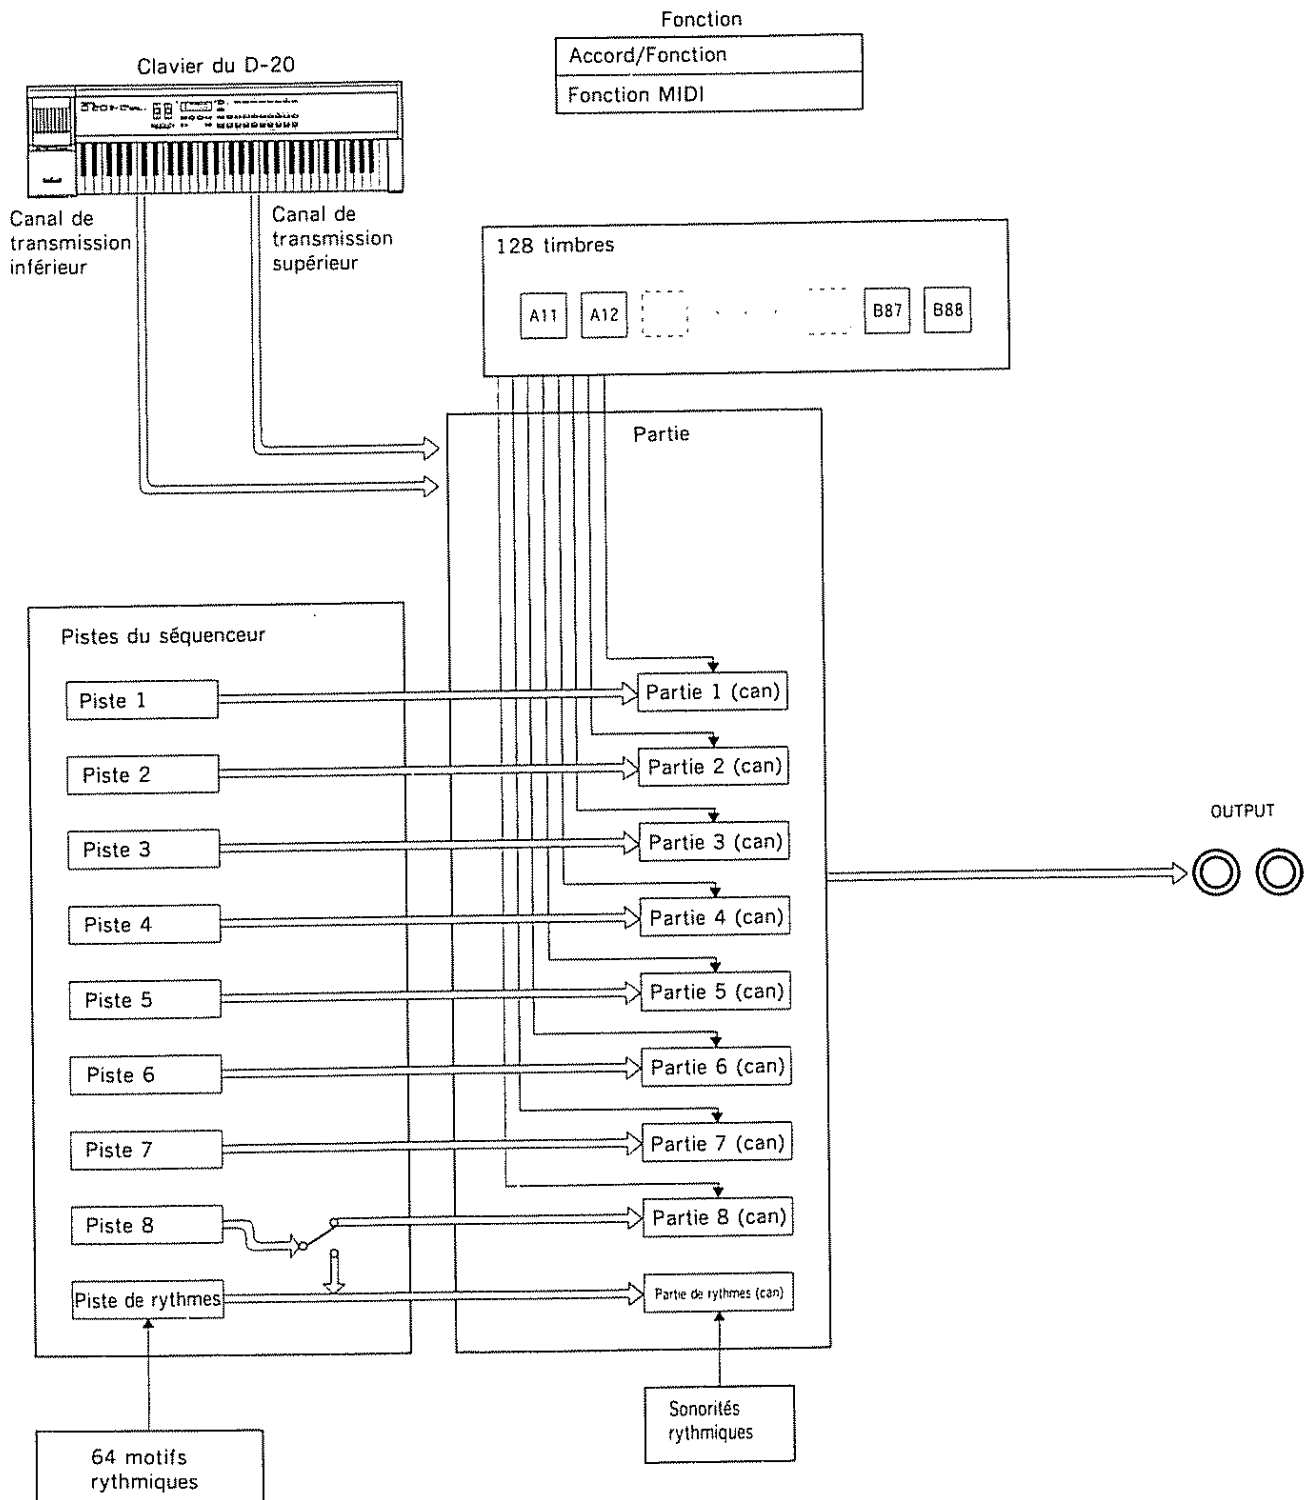 Fonction
Accord/Fonction
Fonction MIDI
Clavier du D-20
Canal de
transmission
inférieur
Canal de
transmission
supérieur
128 timbres
A11
A12
B87
B88
Partie
Pistes du séquenceur
Piste 1
Partie 1 (can)
Piste 2
Partie 2 (can)
Piste 3
Partie 3 (can)
Piste 4
Partie 4 (can)
Piste 5
Partie 5 (can)
Piste 6
Partie 6 (can)
Piste 7
Partie 7 (can)
Piste 8
Partie 8 (can)
Piste de rythmes
Partie de rythmes (can)
OUTPUT
Sonorités
rythmiques
64 motifs
rythmiques